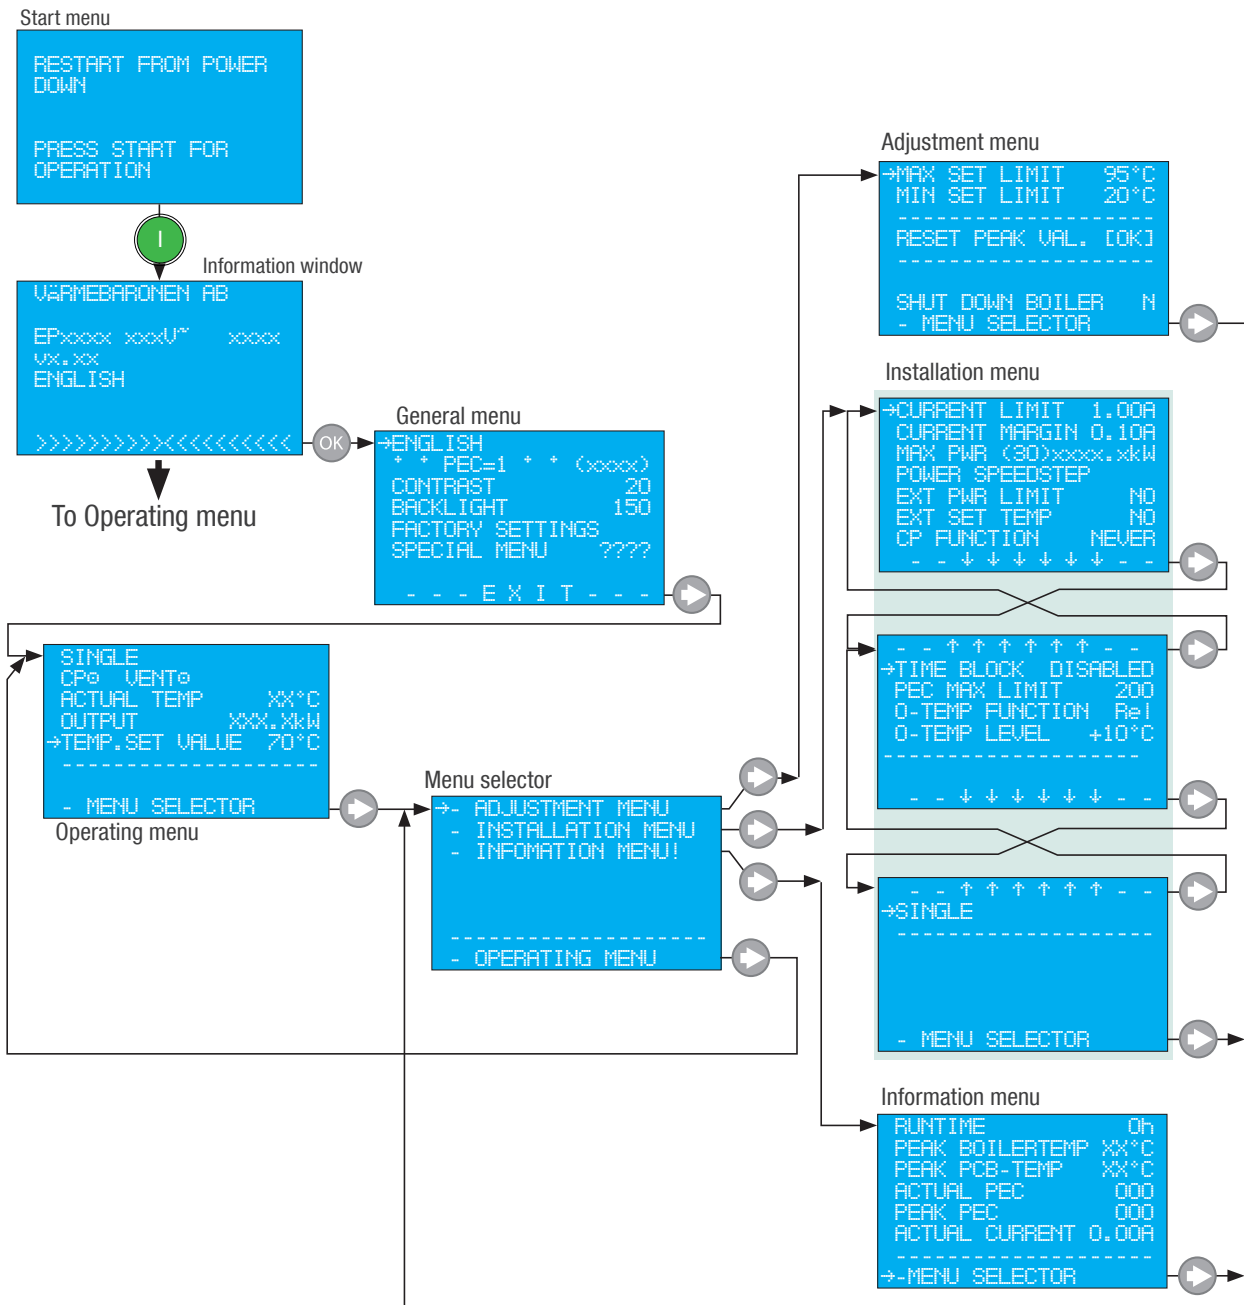 Start menu
RESTART FROM POWER
DOWN
PRESS START FOR
OPERATION
I
Information window
VÄRMEBARONEN AB
EPxxxx xxxV~ xxxx
vx.xx
ENGLISH
>>>>>>>>>><<<<<<<<<<
OK
To Operating menu
General menu
→ENGLISH
* * PEC=1 * * (xxxx)
CONTRAST 20
BACKLIGHT 150
FACTORY SETTINGS
SPECIAL MENU ????
- - - E X I T - - -
SINGLE
CP⊙ VENT⊙
ACTUAL TEMP XX°C
OUTPUT XXX.XkW
→TEMP.SET VALUE 70°C
--------------------
- MENU SELECTOR
Operating menu
Menu selector
→- ADJUSTMENT MENU
- INSTALLATION MENU
- INFOMATION MENU!
--------------------
- OPERATING MENU
Adjustment menu
→MAX SET LIMIT 95°C
MIN SET LIMIT 20°C
--------------------
RESET PEAK VAL. [OK]
--------------------
SHUT DOWN BOILER N
- MENU SELECTOR
Installation menu
→CURRENT LIMIT 1.00A
CURRENT MARGIN 0.10A
MAX PWR (30)xxxx.xkW
POWER SPEEDSTEP
EXT PWR LIMIT NO
EXT SET TEMP NO
CP FUNCTION NEVER
- - ↓ ↓ ↓ ↓ ↓ ↓ - -
- - ↑ ↑ ↑ ↑ ↑ ↑ - -
→TIME BLOCK DISABLED
PEC MAX LIMIT 200
O-TEMP FUNCTION Rel
O-TEMP LEVEL +10°C
--------------------
- - ↓ ↓ ↓ ↓ ↓ ↓ - -
- - ↑ ↑ ↑ ↑ ↑ ↑ - -
→SINGLE
--------------------
- MENU SELECTOR
Information menu
RUNTIME 0h
PEAK BOILERTEMP XX°C
PEAK PCB-TEMP XX°C
ACTUAL PEC 000
PEAK PEC 000
ACTUAL CURRENT 0.00A
--------------------
→-MENU SELECTOR